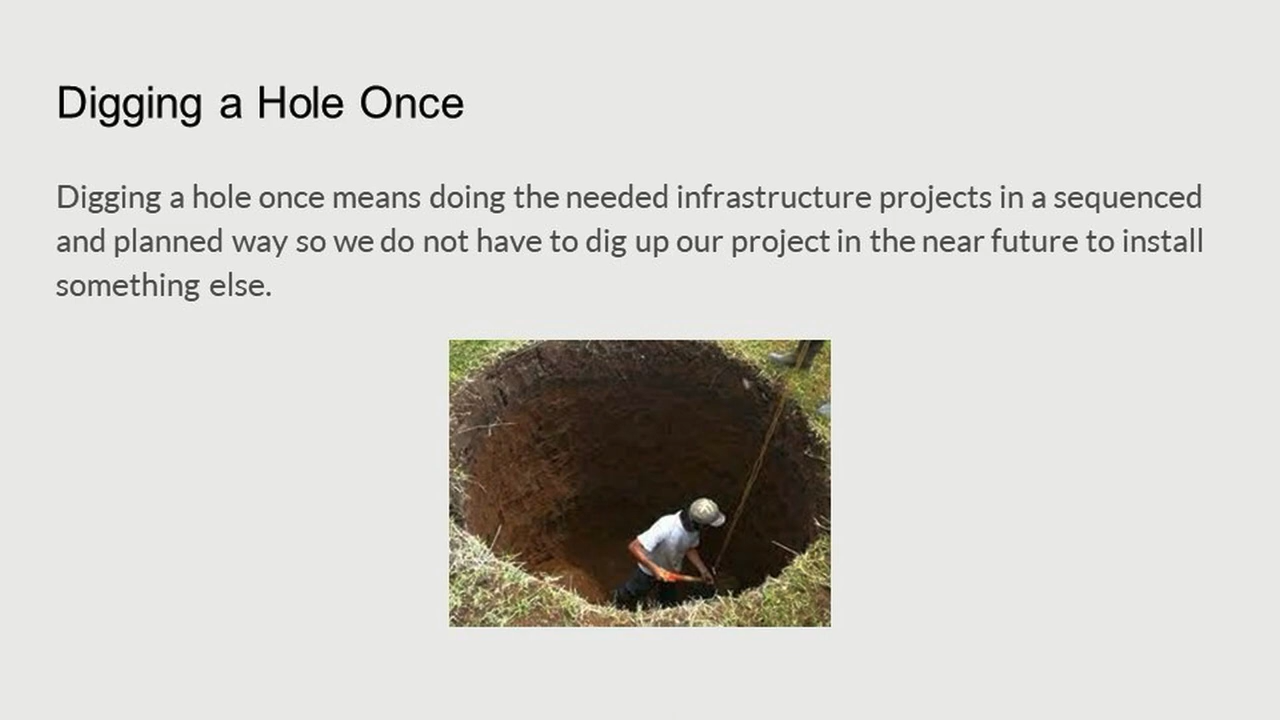 Digging a Hole Once
Digging a hole once means doing the needed infrastructure projects in a sequenced
and planned way so we do not have to dig up our project in the near future to install
something else.